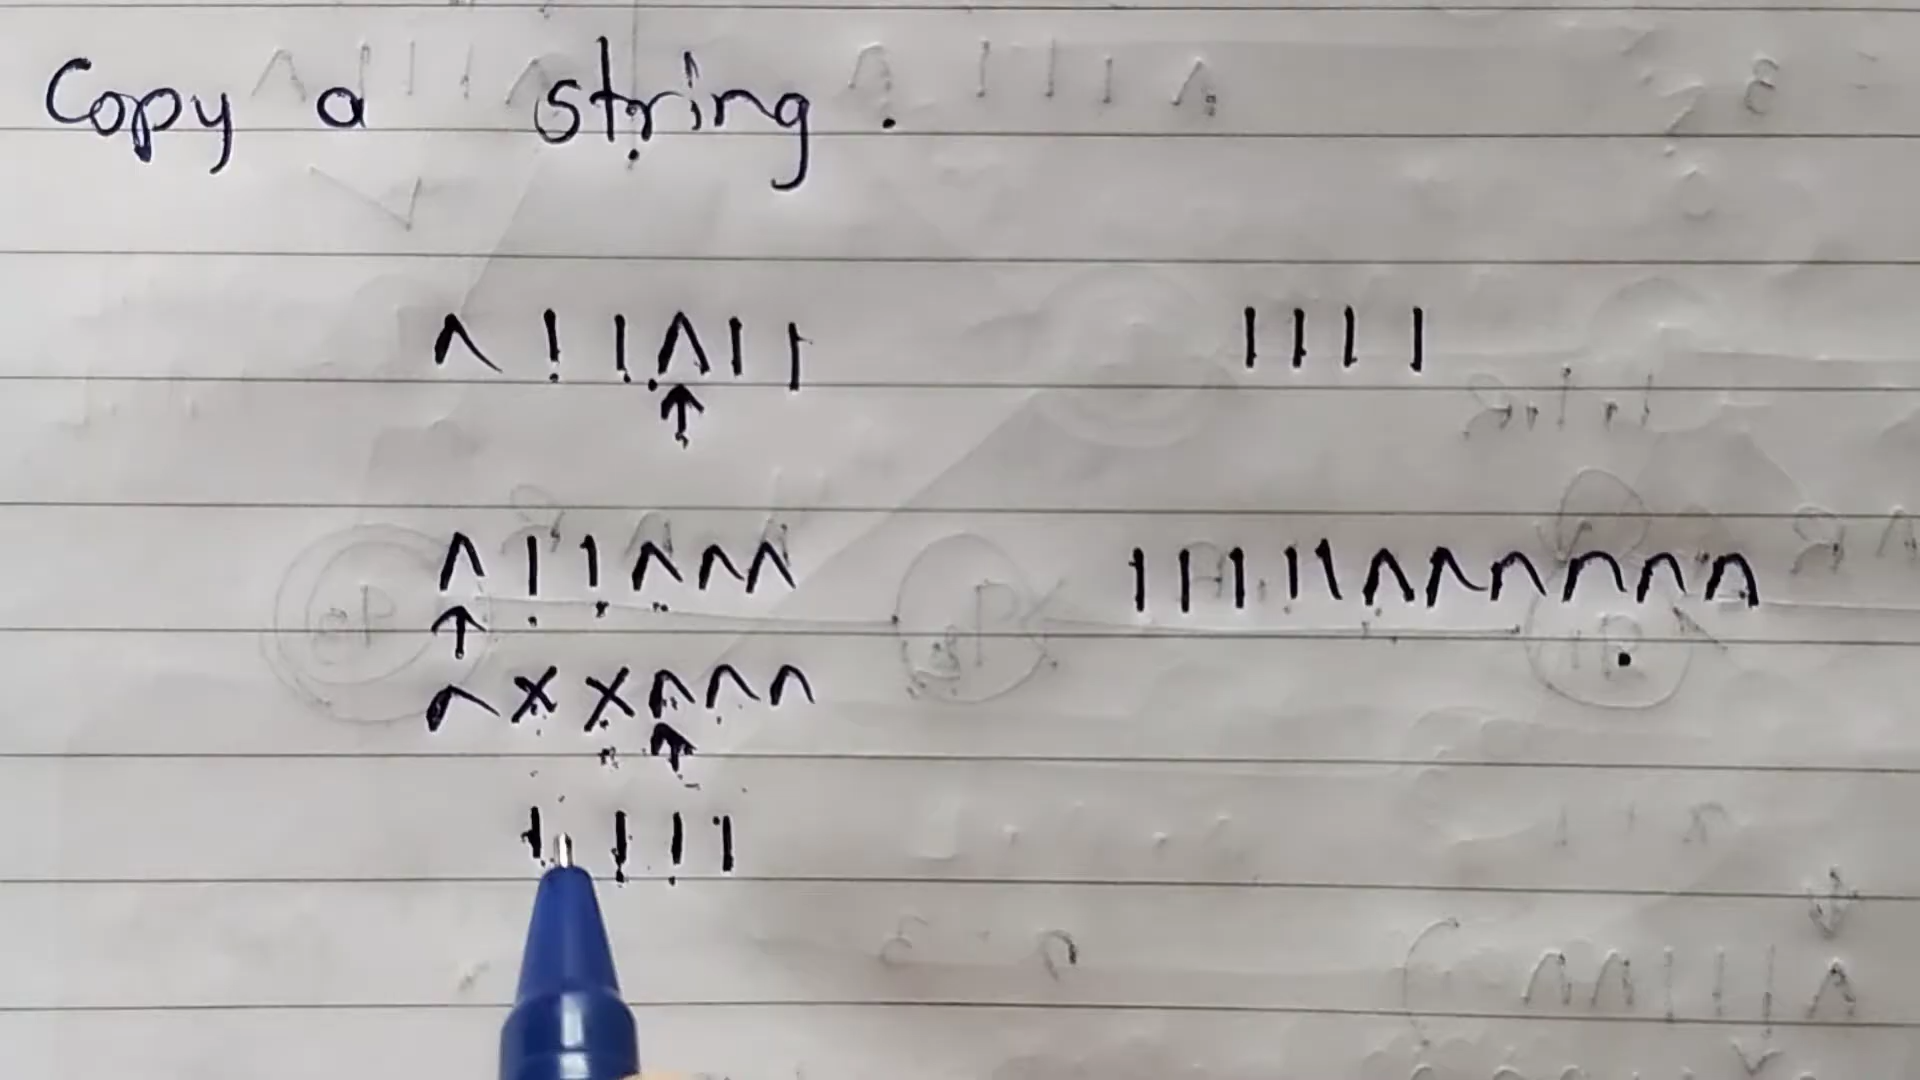 Copy a string .
^ 1 1 ^ 1 1 1 1 1 1
↑
^ 1 1 ^ ^ ^ 1 1 1 1 1 ^ ^ ^ ^ ^ ^
↑
^ X X ^ ^ ^
↑
1 1 1 1